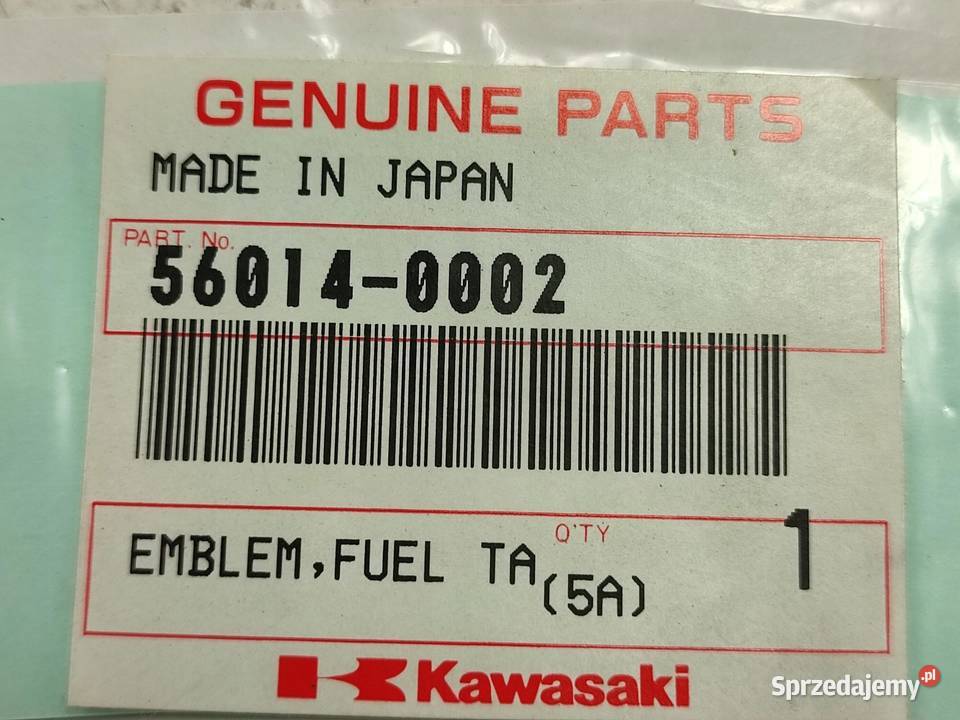 GENUINE PARTS
MADE IN JAPAN
PART. No.
56014-0002
Q'TY
EMBLEM,FUEL TA
(5A)
1
Kawasaki
Sprzedajemy.pl